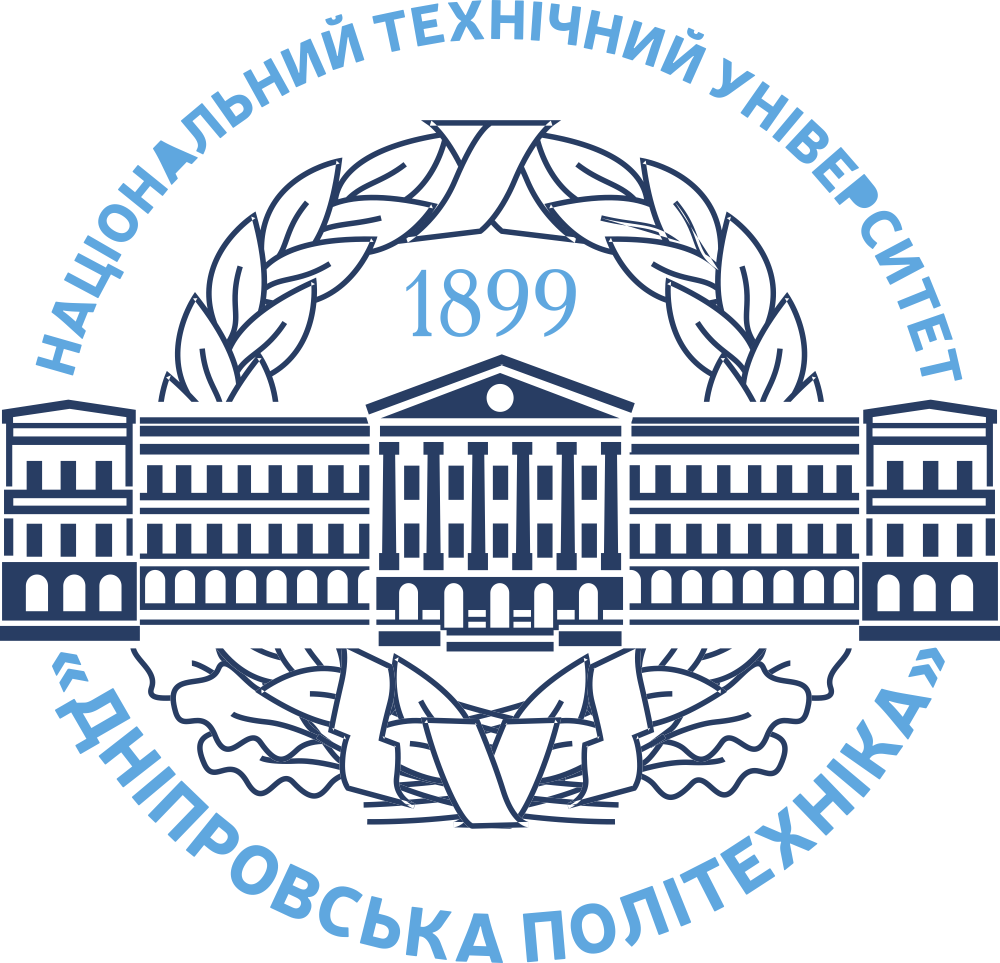 НАЦІОНАЛЬНИЙ ТЕХНІЧНИЙ УНІВЕРСИТЕТ
1899
«ДНІПРОВСЬКА ПОЛІТЕХНІКА»